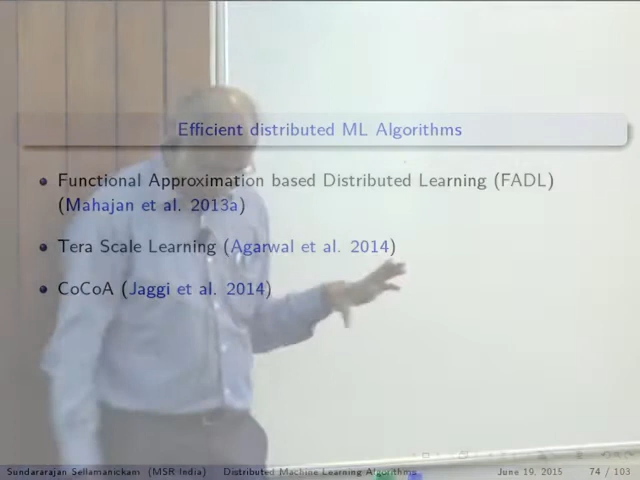 Efficient distributed ML Algorithms
Functional Approximation based Distributed Learning (FADL)
(Mahajan et al. 2013a)
Tera Scale Learning (Agarwal et al. 2014)
CoCoA (Jaggi et al. 2014)
Sundararajan Sellamanickam (MSR India) Distributed Machine Learning Algorithms June 19, 2015 74 / 103